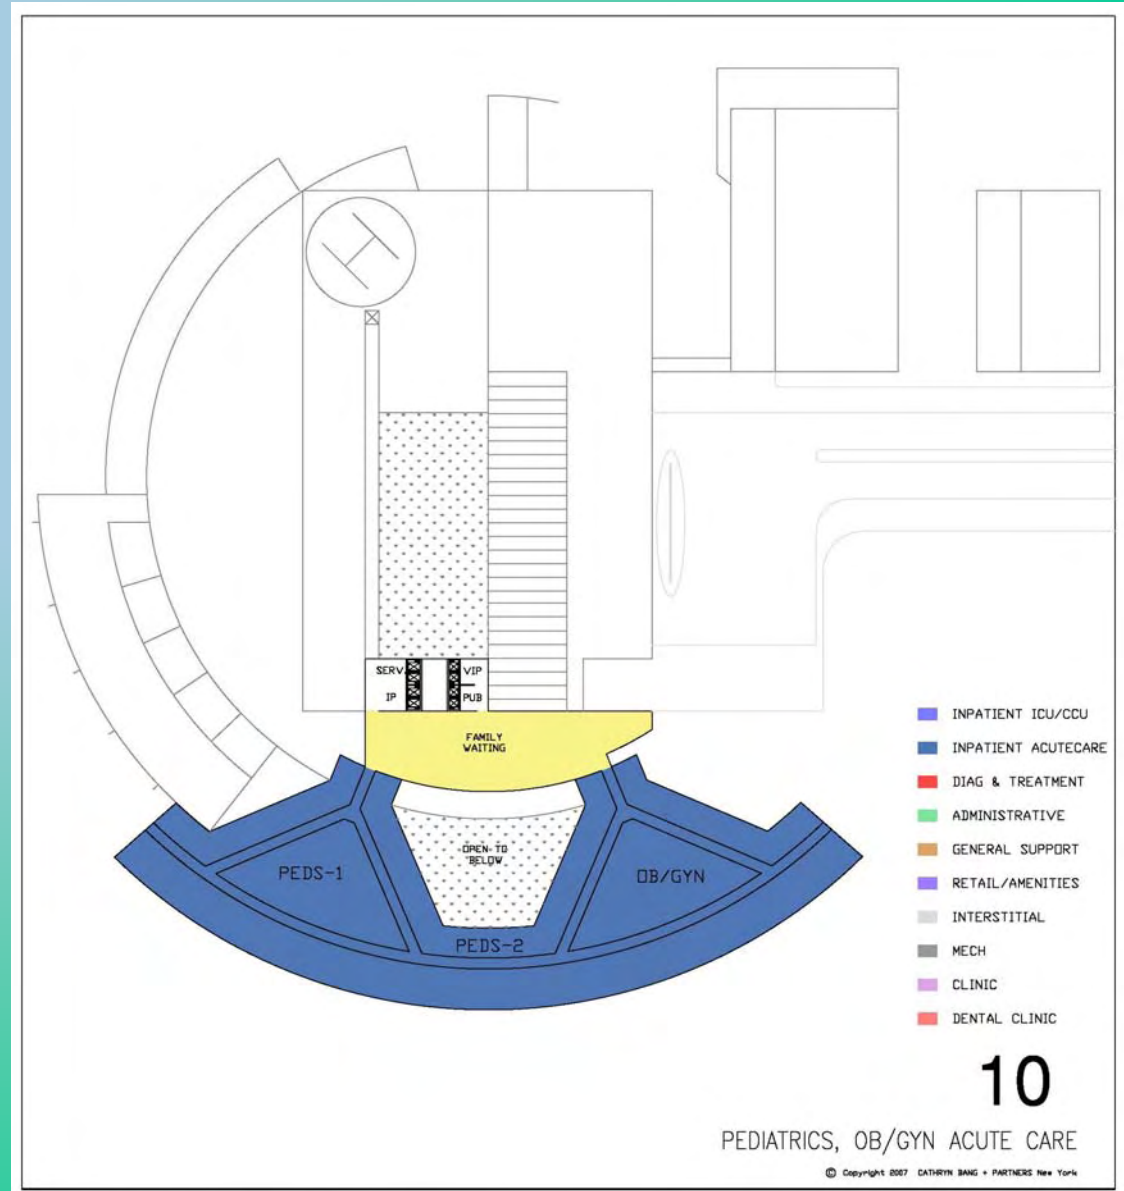 H
SERV.
VIP
IP
PUB
FAMILY
WAITING
OPEN TO
BELOW
PEDS-1
OB/GYN
PEDS-2
INPATIENT ICU/CCU
INPATIENT ACUTECARE
DIAG & TREATMENT
ADMINISTRATIVE
GENERAL SUPPORT
RETAIL/AMENITIES
INTERSTITIAL
MECH
CLINIC
DENTAL CLINIC
10
PEDIATRICS, OB/GYN ACUTE CARE
© Copyright 2007 CATHRYN BANG + PARTNERS New York